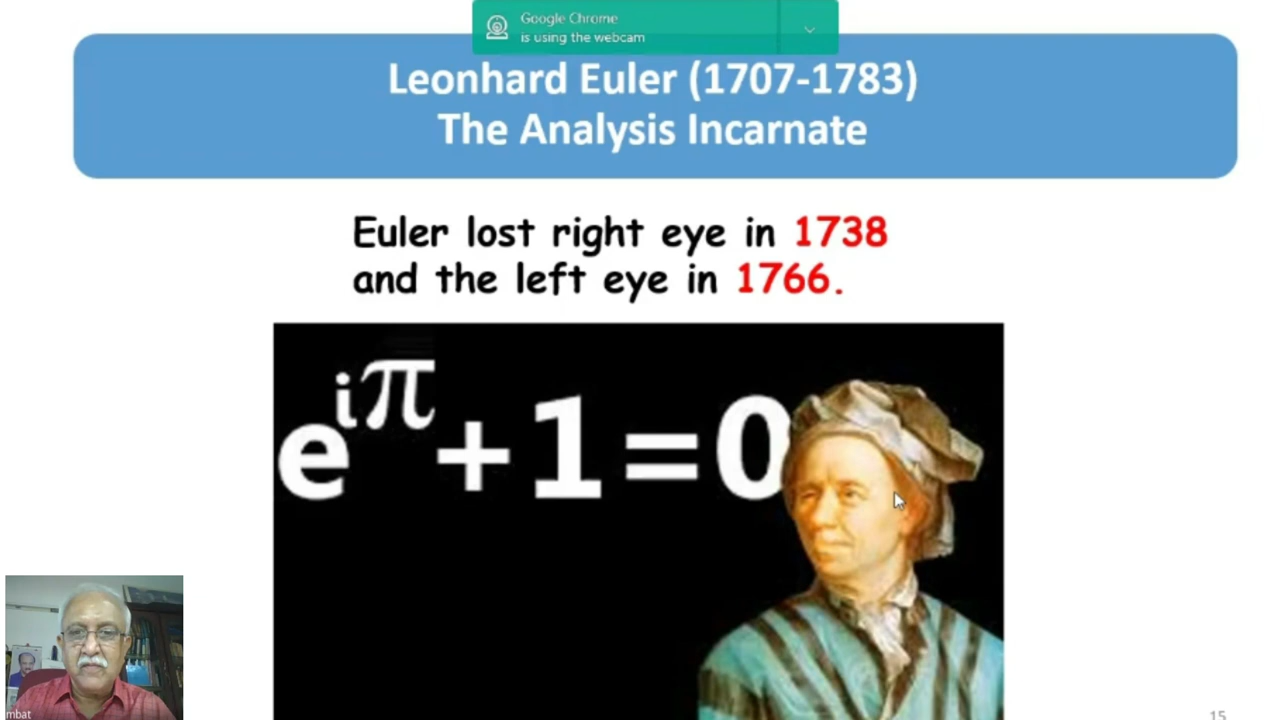 Google Chrome
is using the webcam
Leonhard Euler (1707-1783)
The Analysis Incarnate
Euler lost right eye in 1738
and the left eye in 1766.
e^{iπ}+1=0
mbat
15